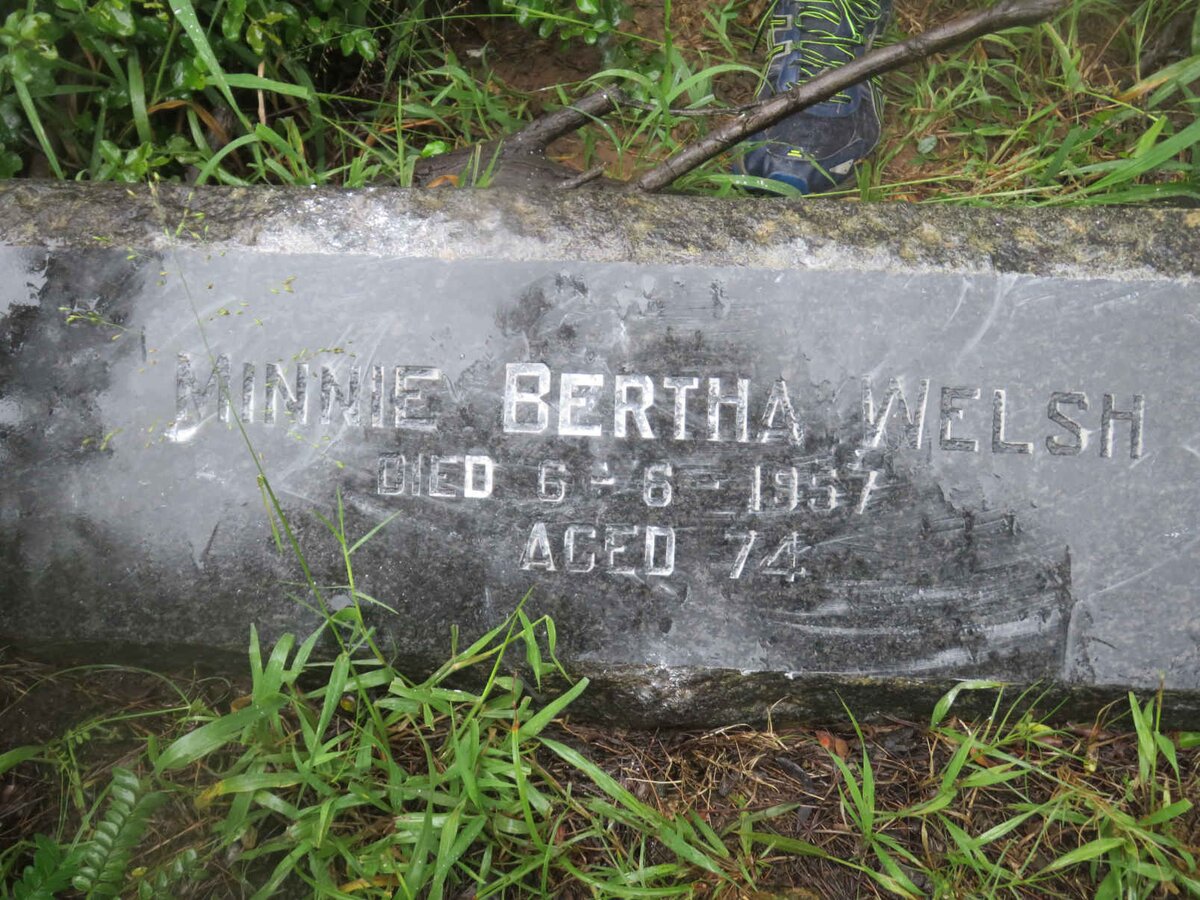 MINNIE BERTHA WELSH
DIED 6-6-1957
AGED 74